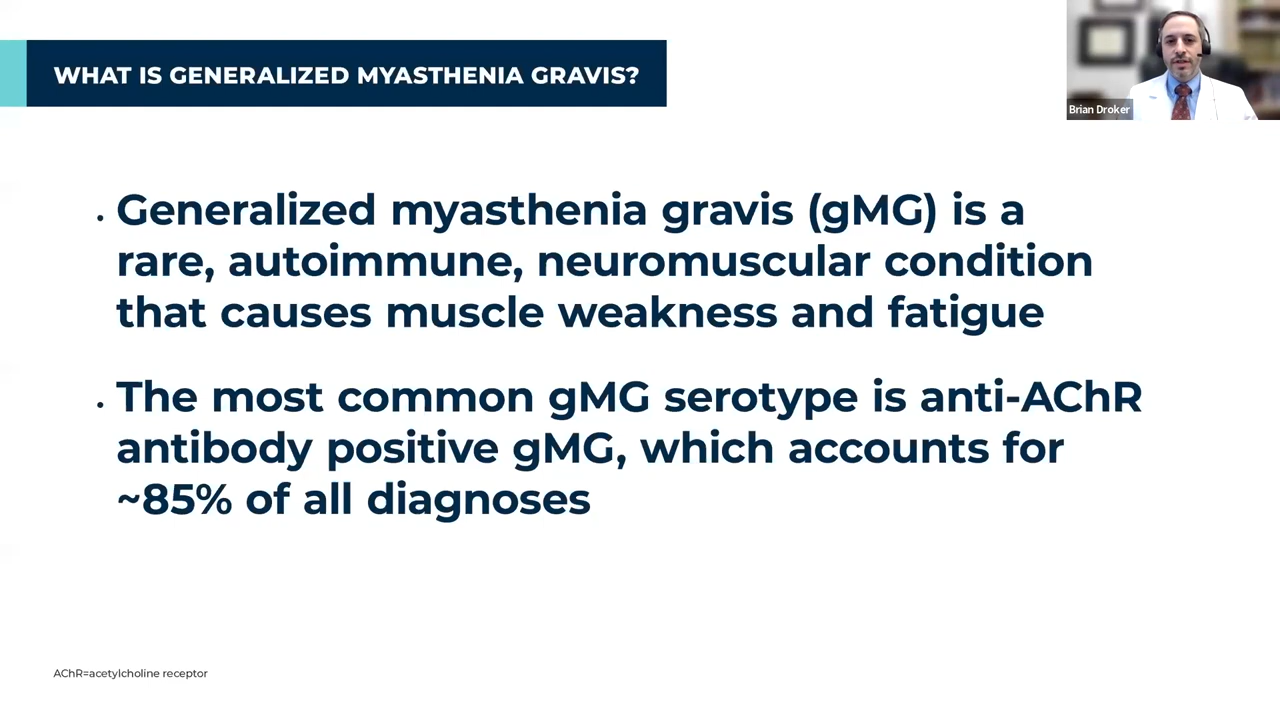 WHAT IS GENERALIZED MYASTHENIA GRAVIS?
Brian Droker
• Generalized myasthenia gravis (gMG) is a
rare, autoimmune, neuromuscular condition
that causes muscle weakness and fatigue
• The most common gMG serotype is anti-AChR
antibody positive gMG, which accounts for
~85% of all diagnoses
AChR=acetylcholine receptor